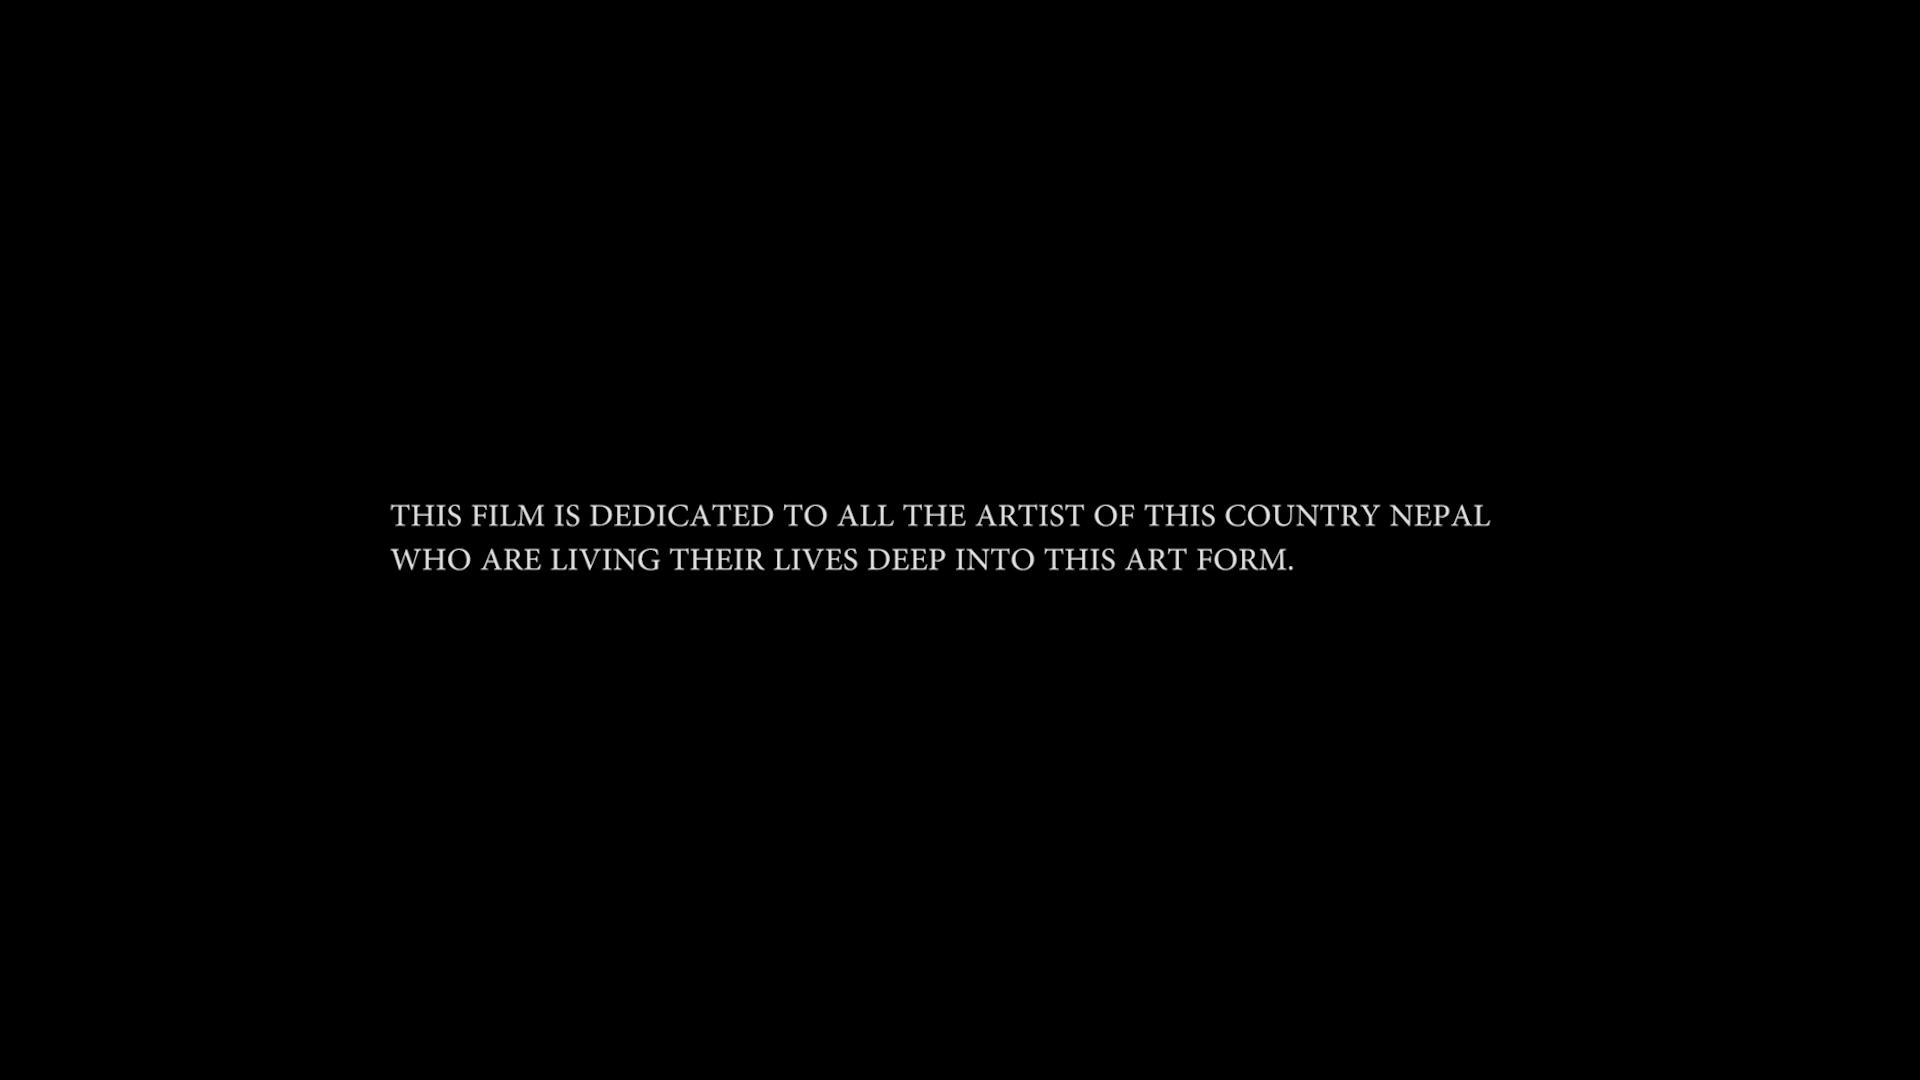 THIS FILM IS DEDICATED TO ALL THE ARTIST OF THIS COUNTRY NEPAL
WHO ARE LIVING THEIR LIVES DEEP INTO THIS ART FORM.